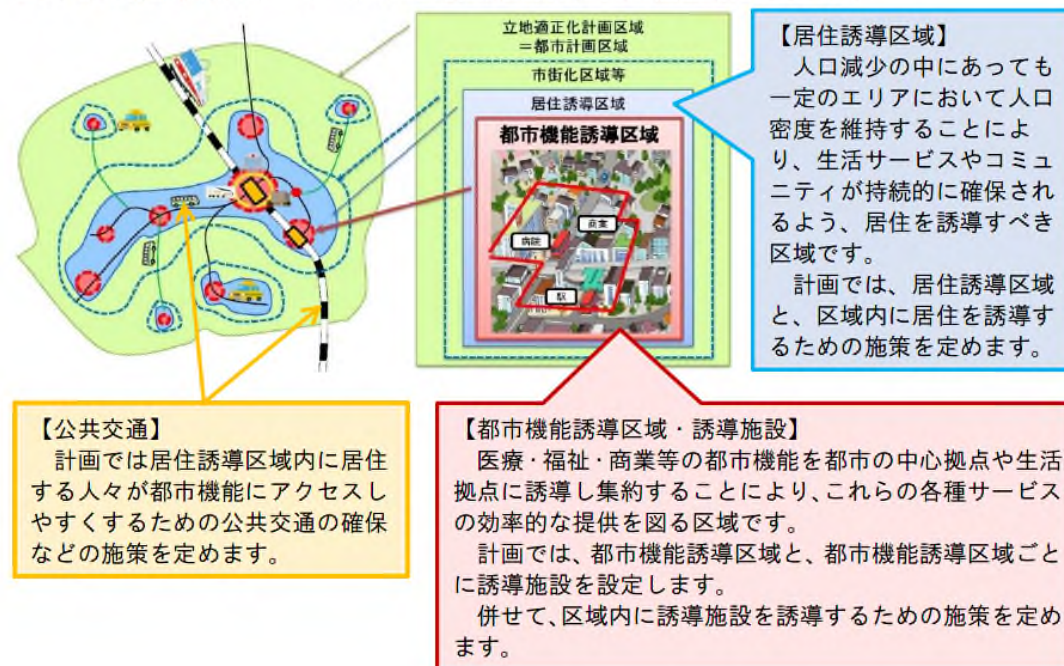 立地適正化計画区域
＝都市計画区域
市街化区域等
居住誘導区域
都市機能誘導区域
商業
病院
駅
【居住誘導区域】
人口減少の中にあっても
一定のエリアにおいて人口
密度を維持することによ
り、生活サービスやコミュ
ニティが持続的に確保され
るよう、居住を誘導すべき
区域です。
計画では、居住誘導区域
と、区域内に居住を誘導す
るための施策を定めます。
【公共交通】
計画では居住誘導区域内に居住
する人々が都市機能にアクセスし
やすくするための公共交通の確保
などの施策を定めます。
【都市機能誘導区域・誘導施設】
医療・福祉・商業等の都市機能を都市の中心拠点や生活
拠点に誘導し集約することにより、これらの各種サービス
の効率的な提供を図る区域です。
計画では、都市機能誘導区域と、都市機能誘導区域ごと
に誘導施設を設定します。
併せて、区域内に誘導施設を誘導するための施策を定め
ます。